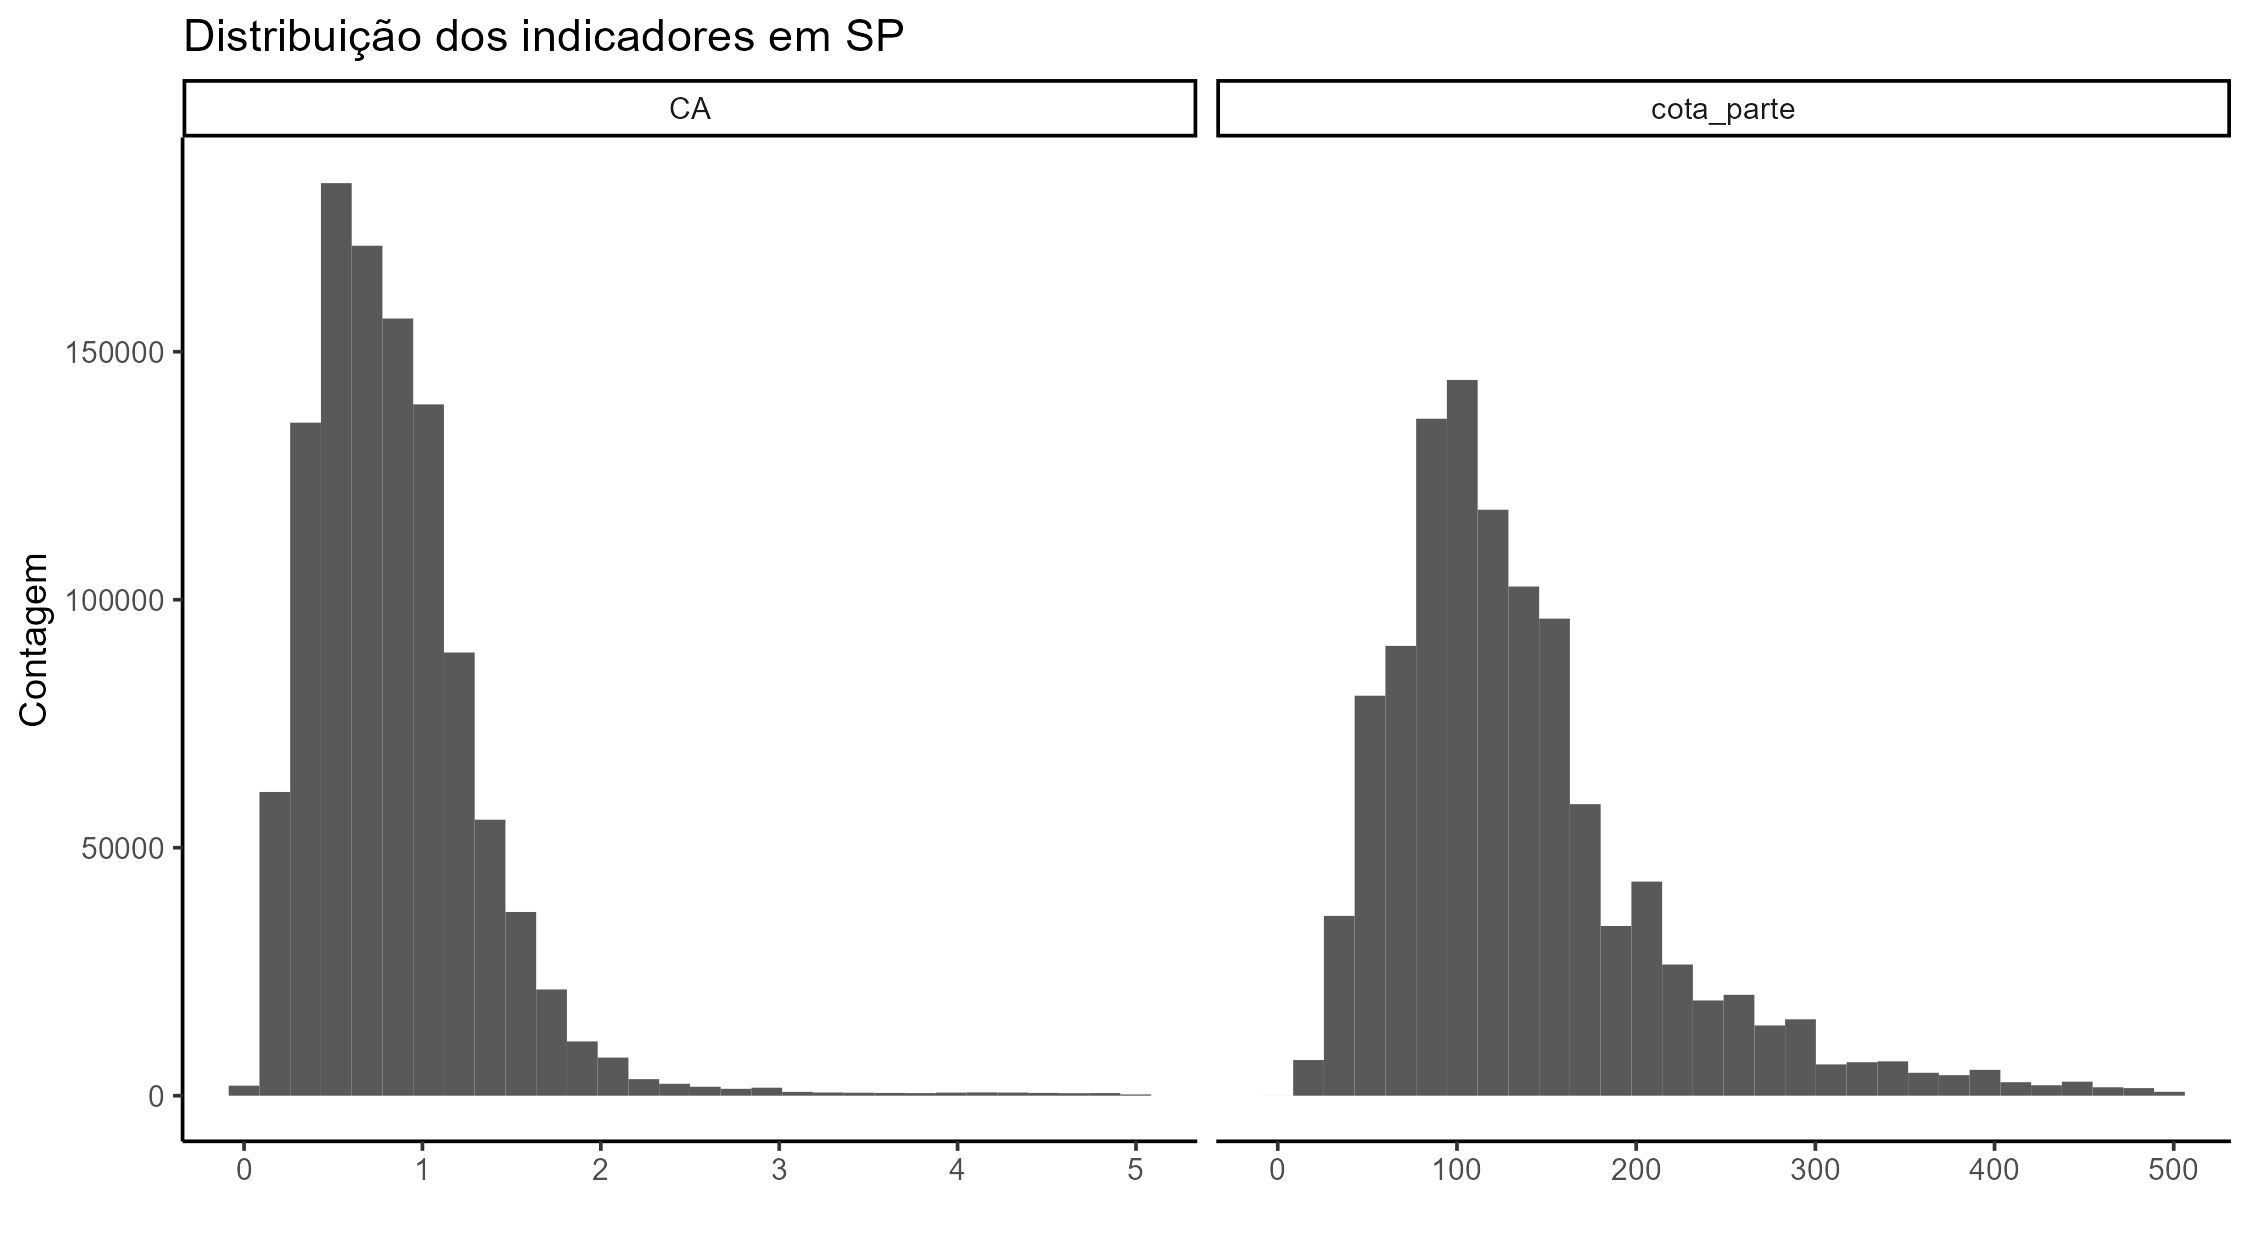 Distribuição dos indicadores em SP
CA
cota_parte
Contagem
150000
100000
50000
0
0 1 2 3 4 5
0 100 200 300 400 500